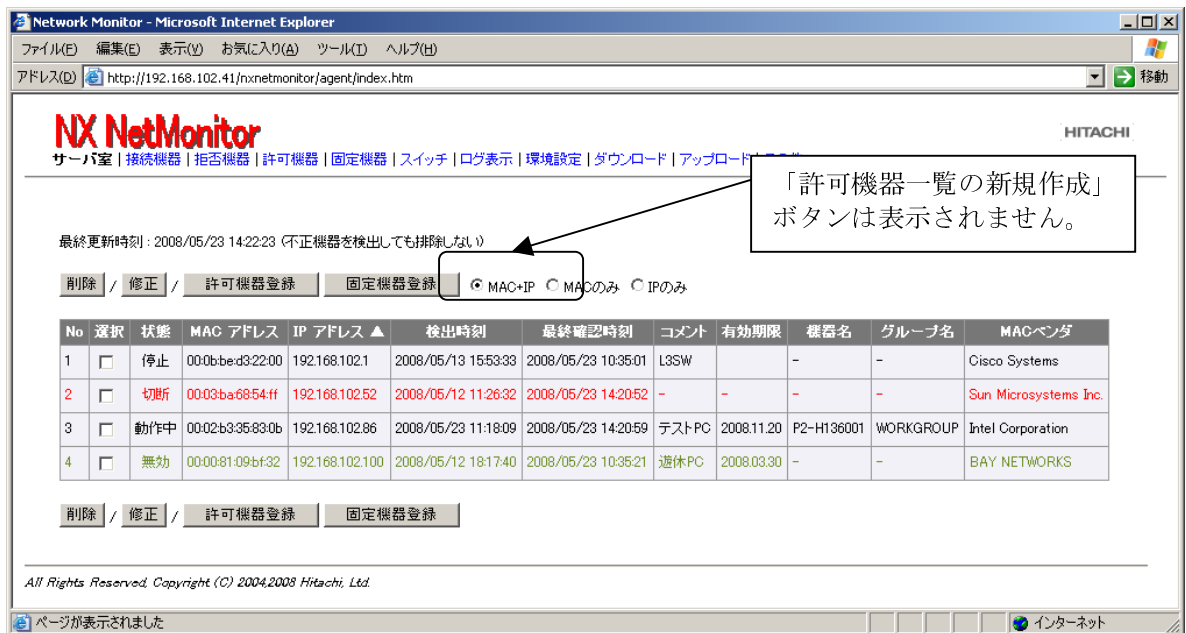 Network Monitor - Microsoft Internet Explorer
ファイル(F) 編集(E) 表示(V) お気に入り(A) ツール(T) ヘルプ(H)
アドレス(D) http://192.168.102.41/nxnetmonitor/agent/index.htm 移動
NX NetMonitor
HITACHI
サーバ室 | 接続機器 | 拒否機器 | 許可機器 | 固定機器 | スイッチ | ログ表示 | 環境設定 | ダウンロード | アップロード |
「許可機器一覧の新規作成」
ボタンは表示されません。
最終更新時刻 : 2008/05/23 14:22:23 (不正機器を検出しても排除しない)
削除 / 修正 / 許可機器登録 固定機器登録 MAC+IP MACのみ IPのみ
No 選択 状態 MAC アドレス IP アドレス ▲ 検出時刻 最終確認時刻 コメント 有効期限 機器名 グループ名 MACベンダ
1 停止 00:0b:be:d3:22:00 192.168.102.1 2008/05/13 15:53:33 2008/05/23 10:35:01 L3SW - - Cisco Systems
2 切断 00:03:ba:68:54:ff 192.168.102.52 2008/05/12 11:26:32 2008/05/23 14:20:52 - - - - Sun Microsystems Inc.
3 動作中 00:02:b3:35:83:0b 192.168.102.86 2008/05/23 11:18:09 2008/05/23 14:20:59 テストPC 2008.11.20 P2-H136001 WORKGROUP Intel Corporation
4 無効 00:00:81:09:bf:32 192.168.102.100 2008/05/12 18:17:40 2008/05/23 10:35:21 遊休PC 2008.03.30 - - BAY NETWORKS
削除 / 修正 / 許可機器登録 固定機器登録
All Rights Reserved, Copyright (C) 2004,2008 Hitachi, Ltd.
ページが表示されました インターネット